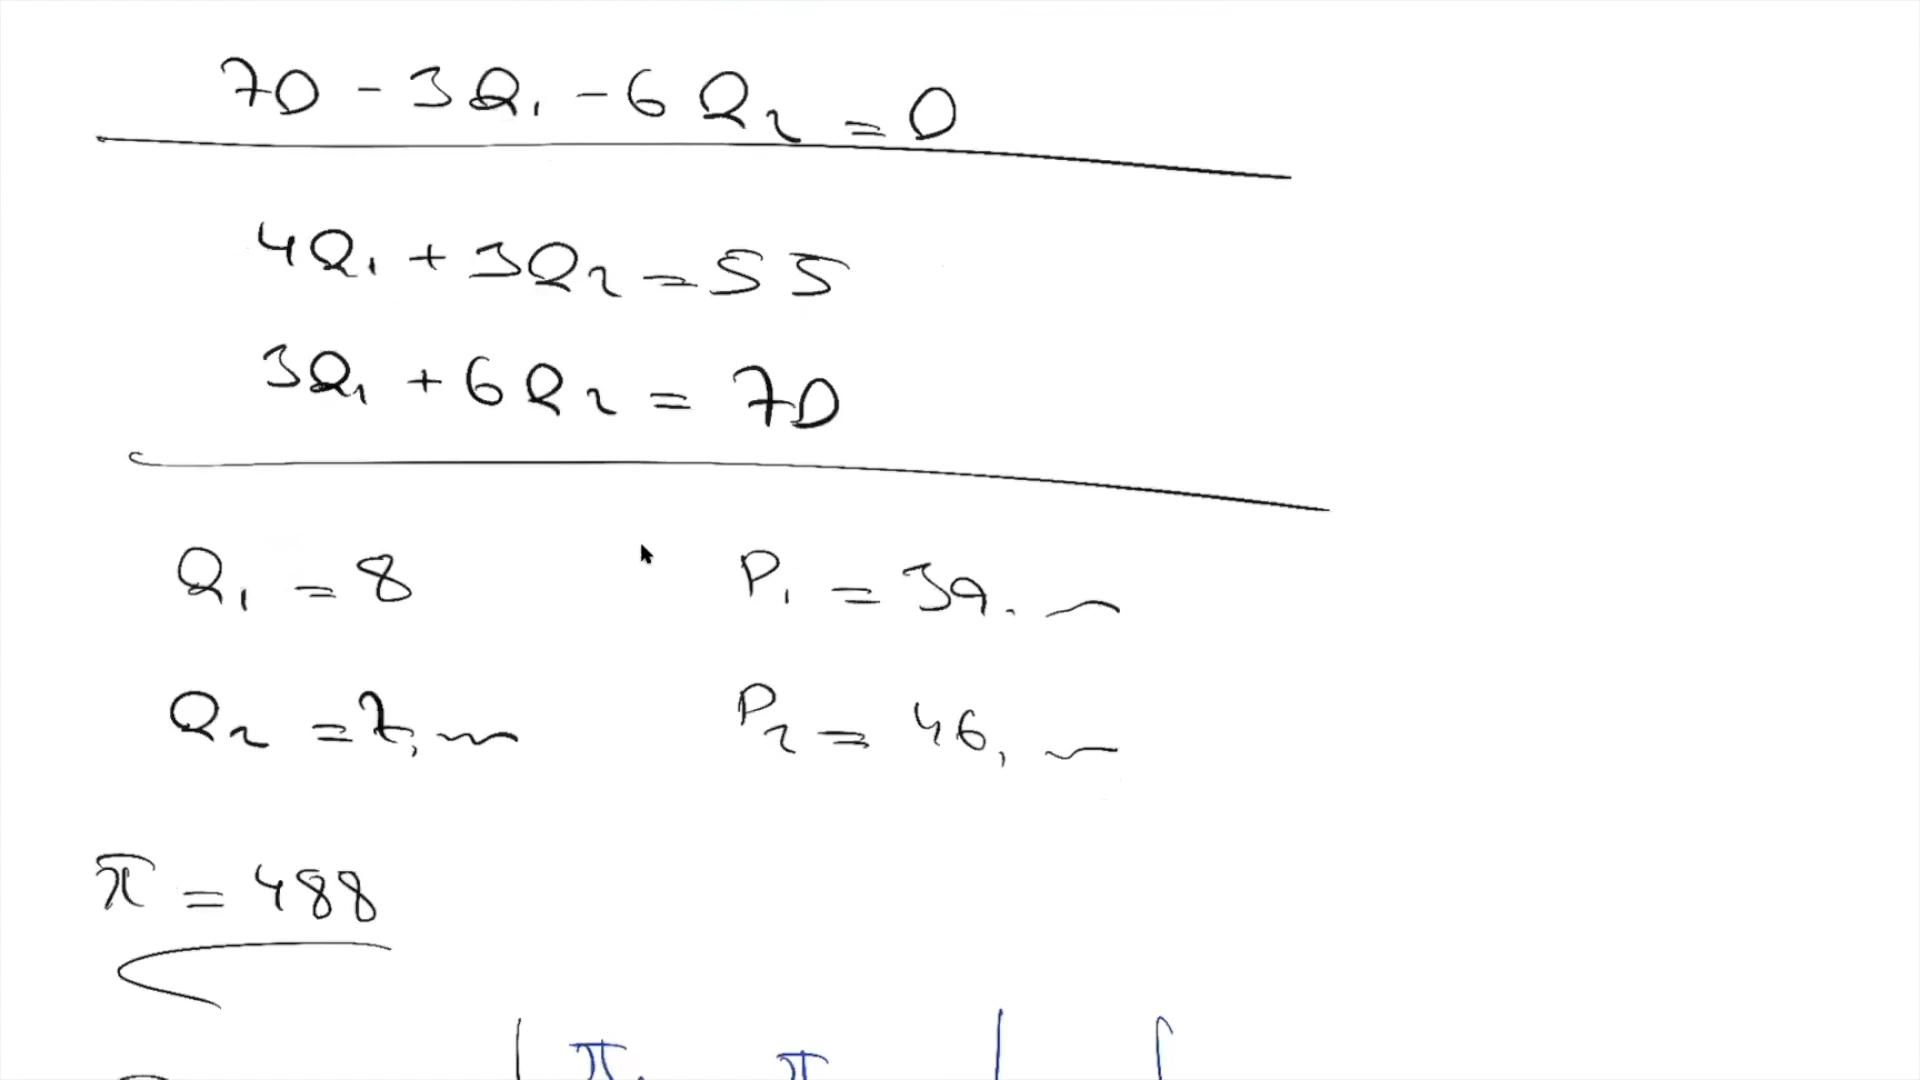 70 - 3Q₁ - 6Q₂ = 0
4Q₁ + 3Q₂ = 55
3Q₁ + 6Q₂ = 70
Q₁ = 8 P₁ = 39.
Q₂ = 7, P₂ = 46,
π = 488
π π